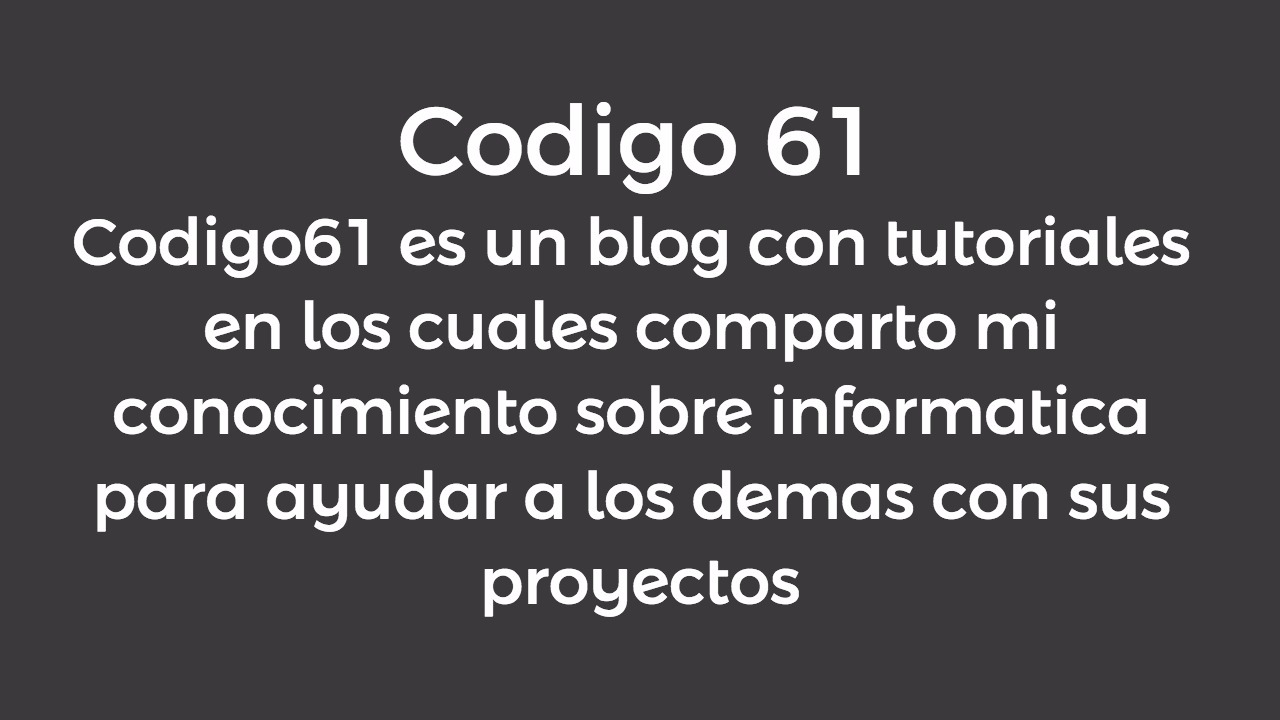 Codigo 61
Codigo61 es un blog con tutoriales
en los cuales comparto mi
conocimiento sobre informatica
para ayudar a los demas con sus
proyectos